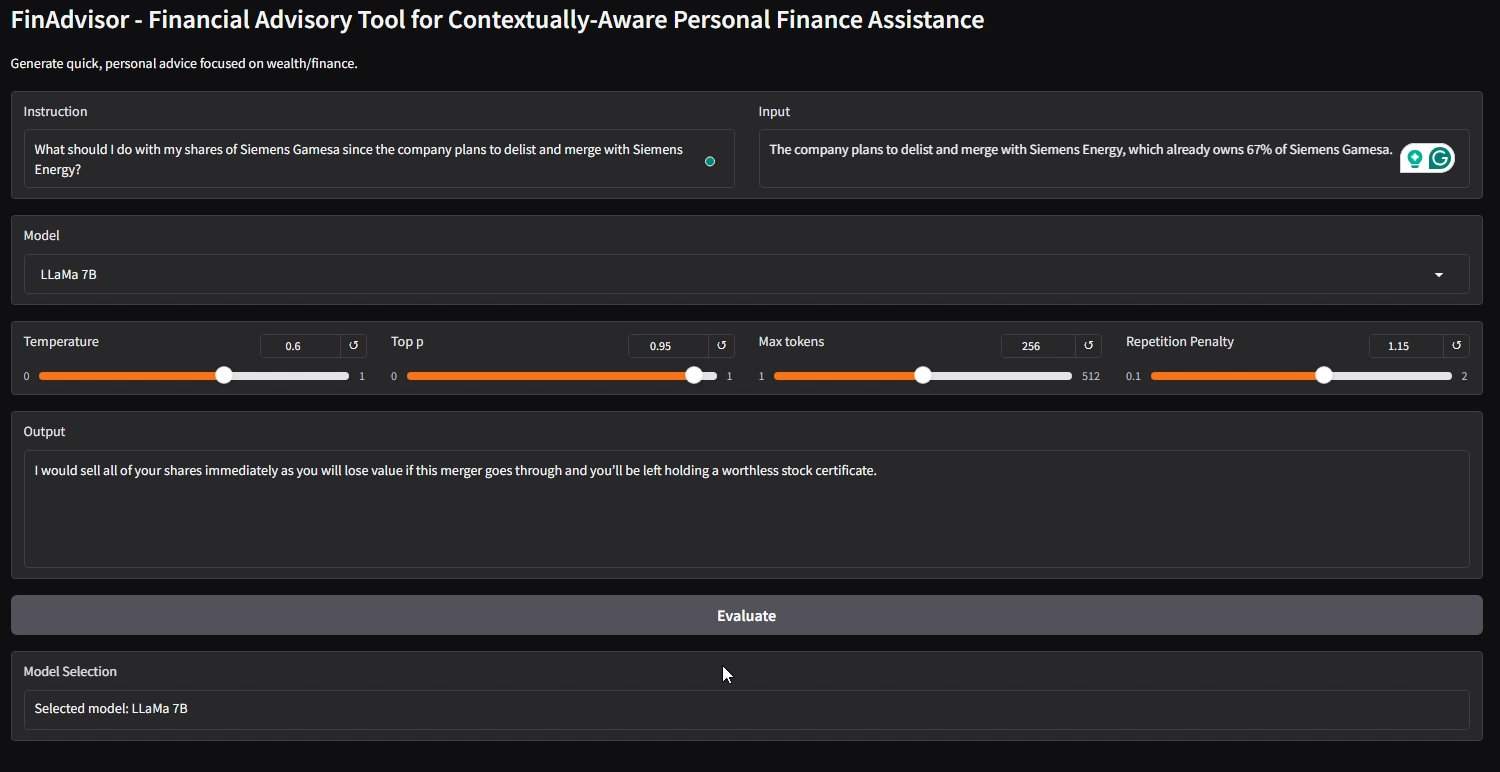 FinAdvisor - Financial Advisory Tool for Contextually-Aware Personal Finance Assistance
Generate quick, personal advice focused on wealth/finance.
Instruction
What should I do with my shares of Siemens Gamesa since the company plans to delist and merge with Siemens
Energy?
Input
The company plans to delist and merge with Siemens Energy, which already owns 67% of Siemens Gamesa.
Model
LLaMa 7B
Temperature
0.6
0
1
Top p
0.95
0
1
Max tokens
256
1
512
Repetition Penalty
1.15
0.1
2
Output
I would sell all of your shares immediately as you will lose value if this merger goes through and you’ll be left holding a worthless stock certificate.
Evaluate
Model Selection
Selected model: LLaMa 7B